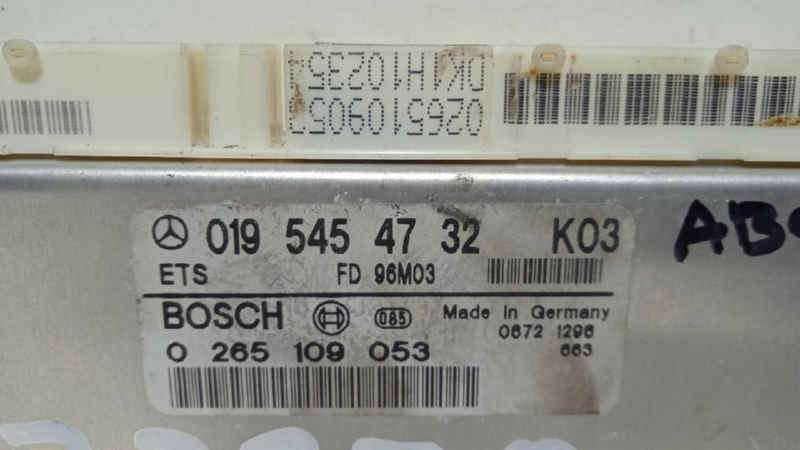 DK1H10235
0265109053
019 545 47 32 K03
ETS FD 96M03
BOSCH 085 Made in Germany
0 265 109 053 0672 1296
663
AB